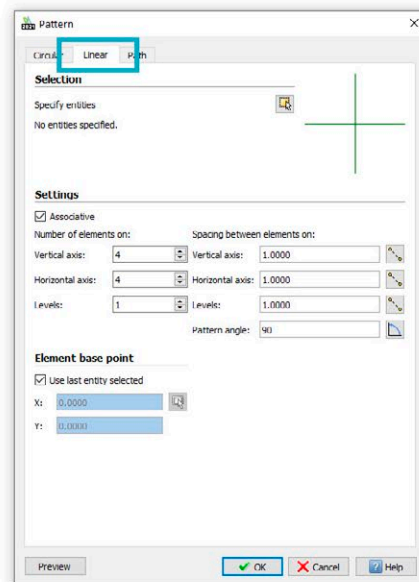 Pattern
Circular Linear Path
Selection
Specify entities
No entities specified.
Settings
Associative
Number of elements on: Spacing between elements on:
Vertical axis: 4 Vertical axis: 1.0000
Horizontal axis: 4 Horizontal axis: 1.0000
Levels: 1 Levels: 1.0000
Pattern angle: 90
Element base point
Use last entity selected
X: 0.0000
Y: 0.0000
Preview OK Cancel Help